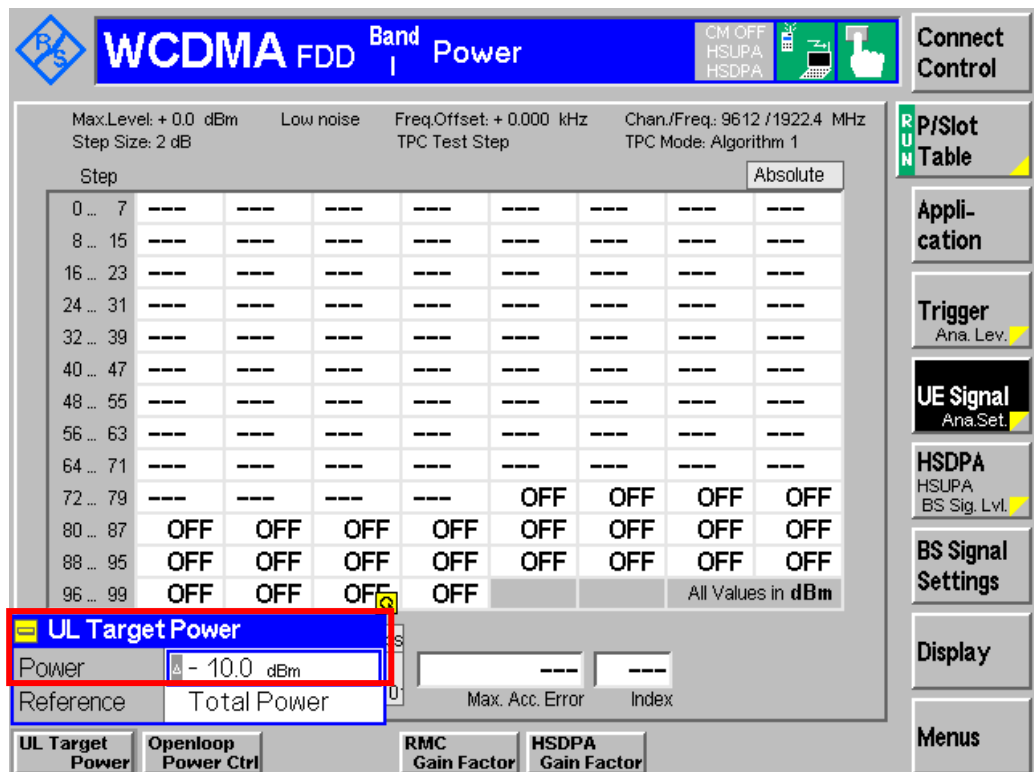 R/S
WCDMA FDD Band I Power
CM OFF
HSUPA
HSDPA
Connect Control
Max.Level: + 0.0 dBm Low noise Freq.Offset: + 0.000 kHz Chan./Freq.: 9612 / 1922.4 MHz
Step Size: 2 dB TPC Test Step TPC Mode: Algorithm 1
RUN
P/Slot Table
Step Absolute
0 ... 7 --- --- --- --- --- --- --- ---
8 ... 15 --- --- --- --- --- --- --- ---
16 ... 23 --- --- --- --- --- --- --- ---
24 ... 31 --- --- --- --- --- --- --- ---
32 ... 39 --- --- --- --- --- --- --- ---
40 ... 47 --- --- --- --- --- --- --- ---
48 ... 55 --- --- --- --- --- --- --- ---
56 ... 63 --- --- --- --- --- --- --- ---
64 ... 71 --- --- --- --- --- --- --- ---
72 ... 79 --- --- --- --- OFF OFF OFF OFF
80 ... 87 OFF OFF OFF OFF OFF OFF OFF OFF
88 ... 95 OFF OFF OFF OFF OFF OFF OFF OFF
96 ... 99 OFF OFF OFF OFF All Values in dBm
Appli-
cation
Trigger
Ana. Lev.
UE Signal
Ana.Set.
HSDPA
HSUPA
BS Sig. Lvl.
BS Signal
Settings
Display
Menus
UL Target Power
Power - 10.0 dBm
Reference Total Power
--- ---
Max. Acc. Error Index
UL Target Power
Openloop Power Ctrl
RMC Gain Factor
HSDPA Gain Factor